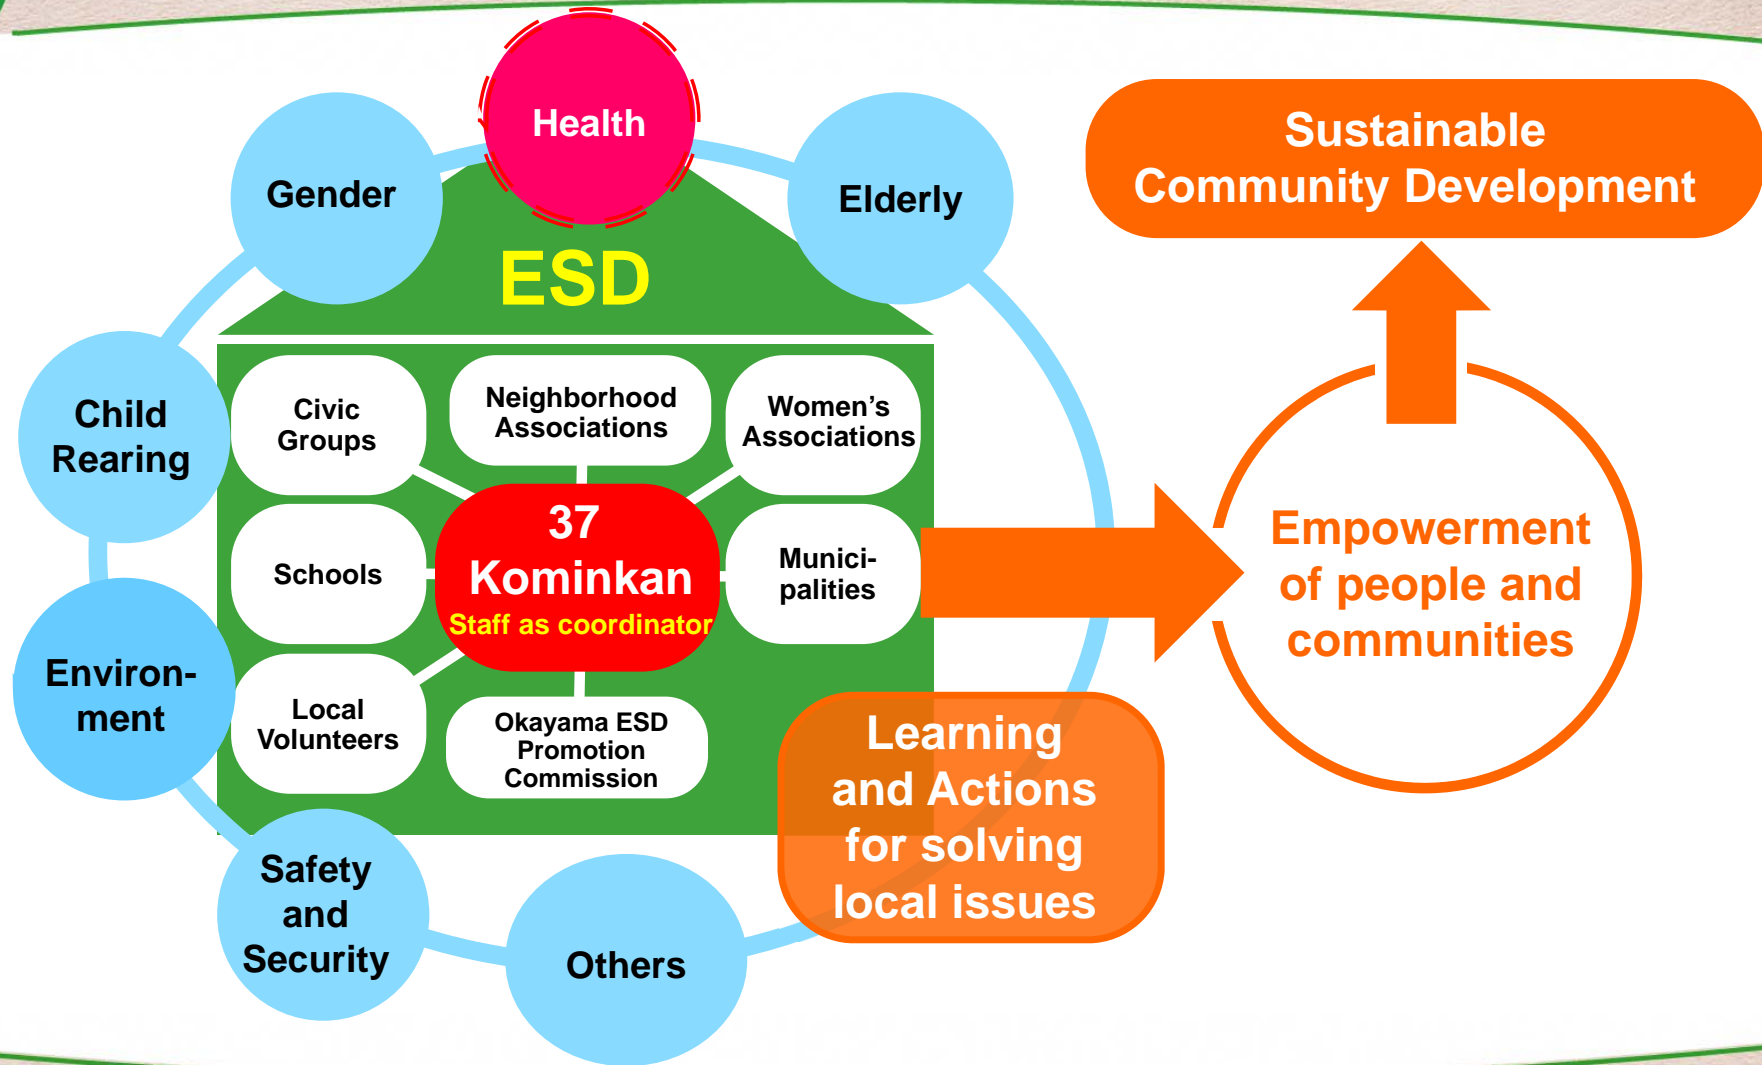 Health
Gender
Elderly
Sustainable
Community Development
ESD
Child
Rearing
Civic
Groups
Neighborhood
Associations
Women’s
Associations
Schools
37
Kominkan
Staff as coordinator
Munici-
palities
Empowerment
of people and
communities
Environ-
ment
Local
Volunteers
Okayama ESD
Promotion
Commission
Learning
and Actions
for solving
local issues
Safety
and
Security
Others